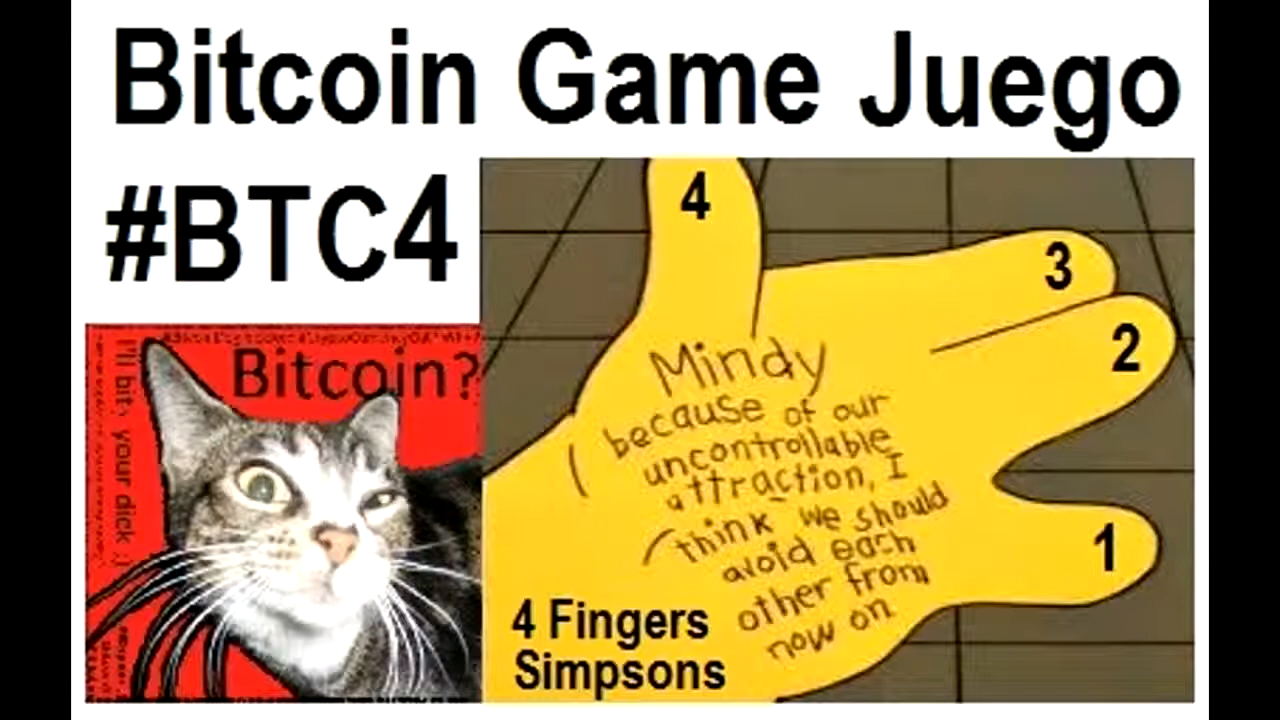 Bitcoin Game Juego
#BTC4
4
3
2
1
Mindy
because of our
uncontrollable
attraction, I
think we should
avoid each
other from
now on
4 Fingers
Simpsons
Bitcoin?
I'll bit, your dick :)